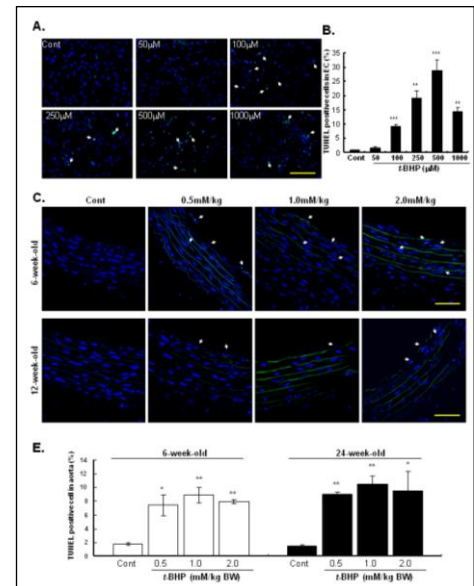 A.
Cont 50μM 100μM
250μM 500μM 1000μM
B.
TUNEL positive cells in EC (%)
35
30
25
20
15
10
5
0
*** ** *** **
Cont 50 100 250 500 1000
t-BHP (μM)
C.
Cont 0.5mM/kg 1.0mM/kg 2.0mM/kg
6-week-old
12-week-old
E.
TUNEL positive cell in aorta (%)
6-week-old 24-week-old
14
12
10
8
6
4
2
0
* ** ** ** ** *
Cont 0.5 1.0 2.0 Cont 0.5 1.0 2.0
t-BHP (mM/kg BW) t-BHP (mM/kg BW)